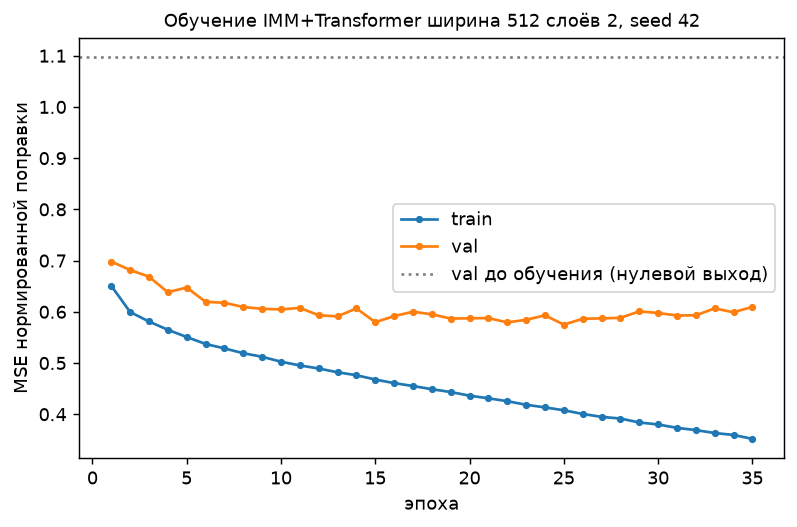 Обучение IMM+Transformer ширина 512 слоёв 2, seed 42
MSE нормированной поправки
1.1
1.0
0.9
0.8
0.7
0.6
0.5
0.4
train
val
val до обучения (нулевой выход)
0 5 10 15 20 25 30 35
эпоха